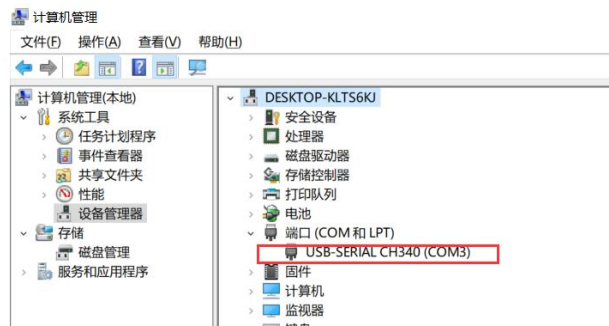 计算机管理
文件(F) 操作(A) 查看(V) 帮助(H)
计算机管理(本地)
系统工具
任务计划程序
事件查看器
共享文件夹
性能
设备管理器
存储
磁盘管理
服务和应用程序
DESKTOP-KLTS6KJ
安全设备
处理器
磁盘驱动器
存储控制器
打印队列
电池
端口 (COM 和 LPT)
USB-SERIAL CH340 (COM3)
固件
计算机
监视器